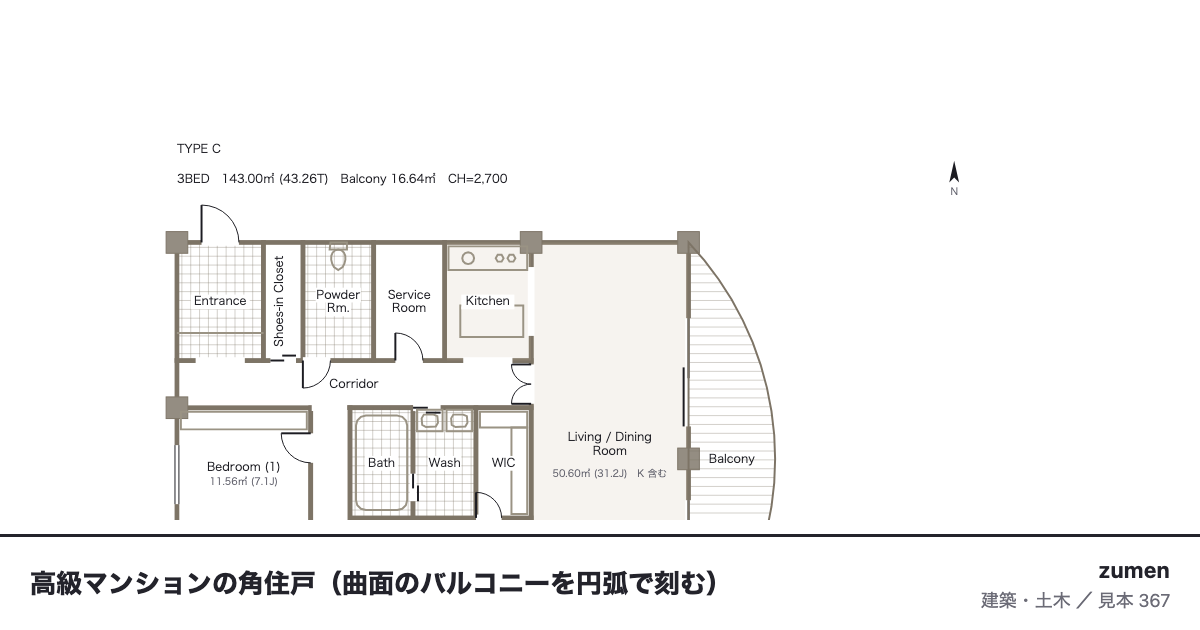 TYPE C
3BED 143.00㎡ (43.26T) Balcony 16.64㎡ CH=2,700
N
Entrance
Shoes-in Closet
Powder
Rm.
Service
Room
Kitchen
Corridor
Living / Dining
Room
50.60㎡ (31.2J) K 含む
Balcony
Bedroom (1)
11.56㎡ (7.1J)
Bath
Wash
WIC
高級マンションの角住戸（曲面のバルコニーを円弧で刻む）
zumen
建築・土木 ／ 見本 367